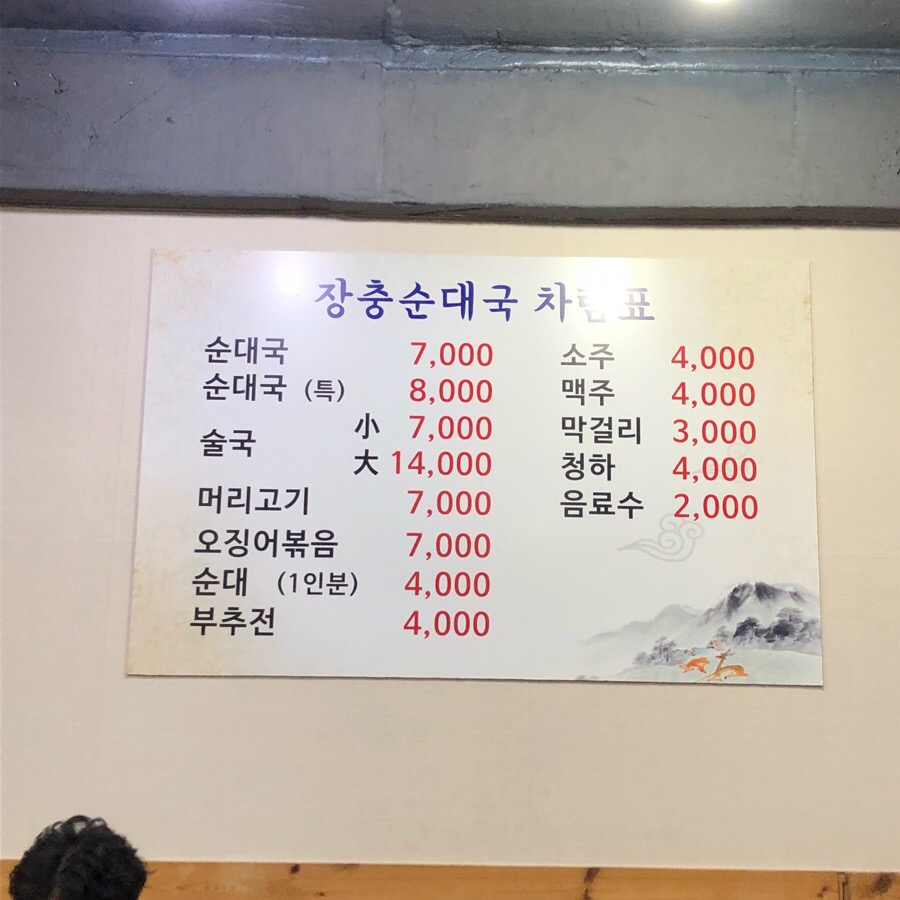 장충순대국 차림표
순대국 7,000
순대국 (특) 8,000
술국 小 7,000
大 14,000
머리고기 7,000
오징어볶음 7,000
순대 (1인분) 4,000
부추전 4,000
소주 4,000
맥주 4,000
막걸리 3,000
청하 4,000
음료수 2,000